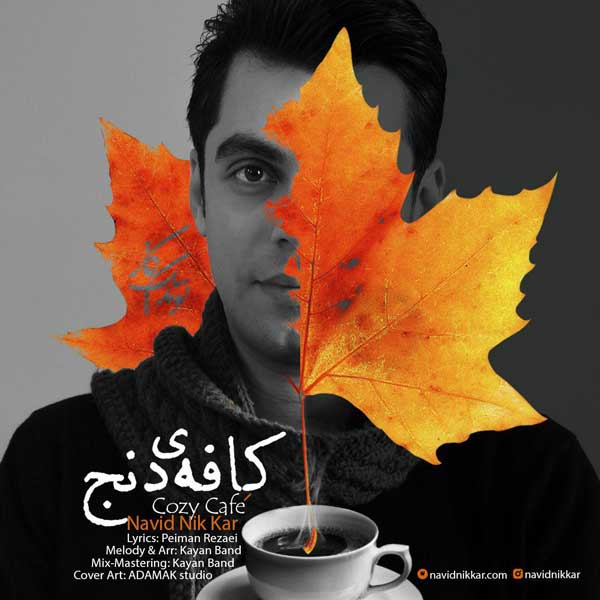 کافه‌ی دنج
Cozy Café
Navid Nik Kar
Lyrics: Peiman Rezaei
Melody & Arr: Kayan Band
Mix-Mastering: Kayan Band
Cover Art: ADAMAK studio
navidnikkar.com navidnikkar